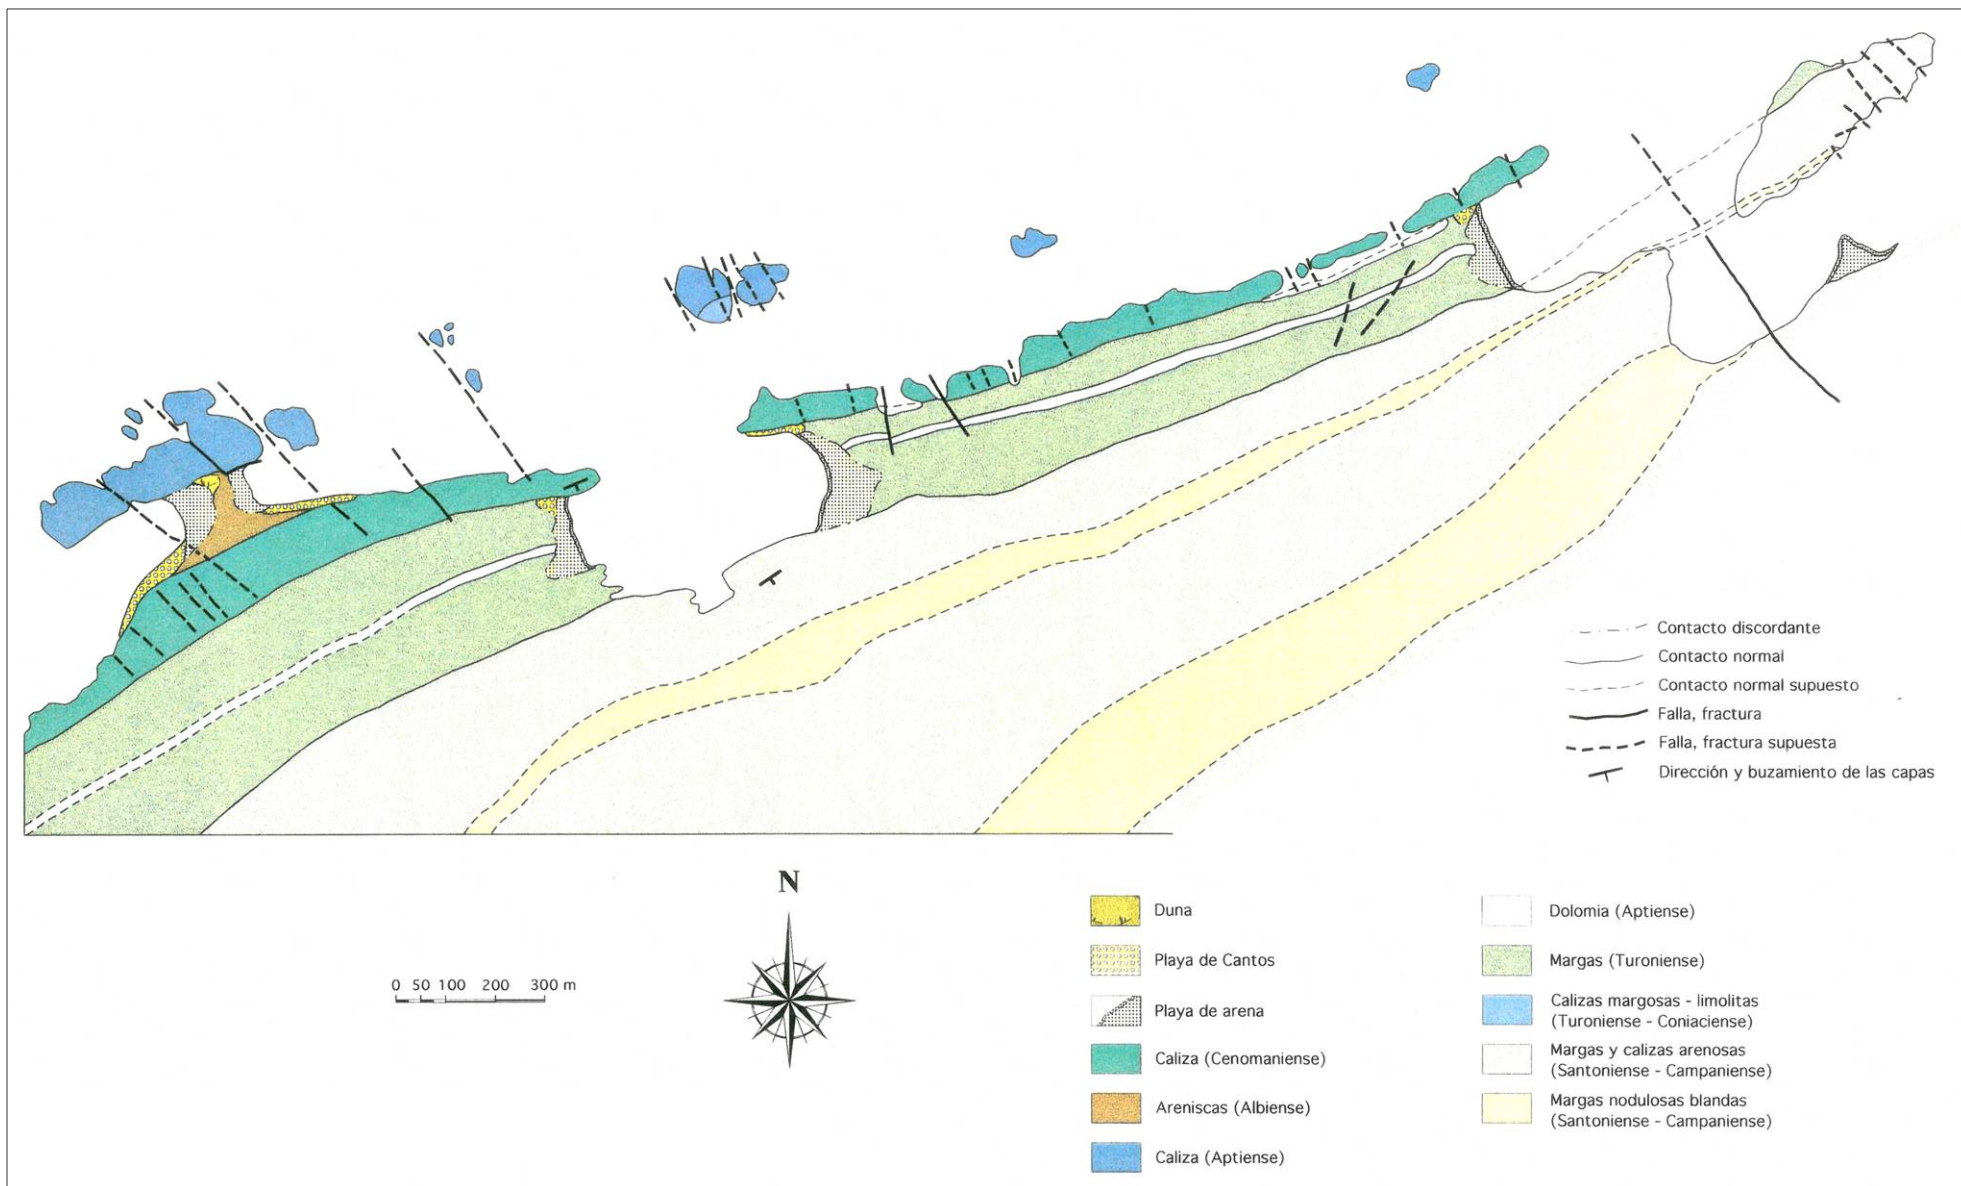 Contacto discordante
Contacto normal
Contacto normal supuesto
Falla, fractura
Falla, fractura supuesta
Dirección y buzamiento de las capas
N
0 50 100 200 300 m
Duna
Playa de Cantos
Playa de arena
Caliza (Cenomaniense)
Areniscas (Albiense)
Caliza (Aptiense)
Dolomia (Aptiense)
Margas (Turoniense)
Calizas margosas - limolitas
(Turoniense - Coniaciense)
Margas y calizas arenosas
(Santoniense - Campaniense)
Margas nodulosas blandas
(Santoniense - Campaniense)